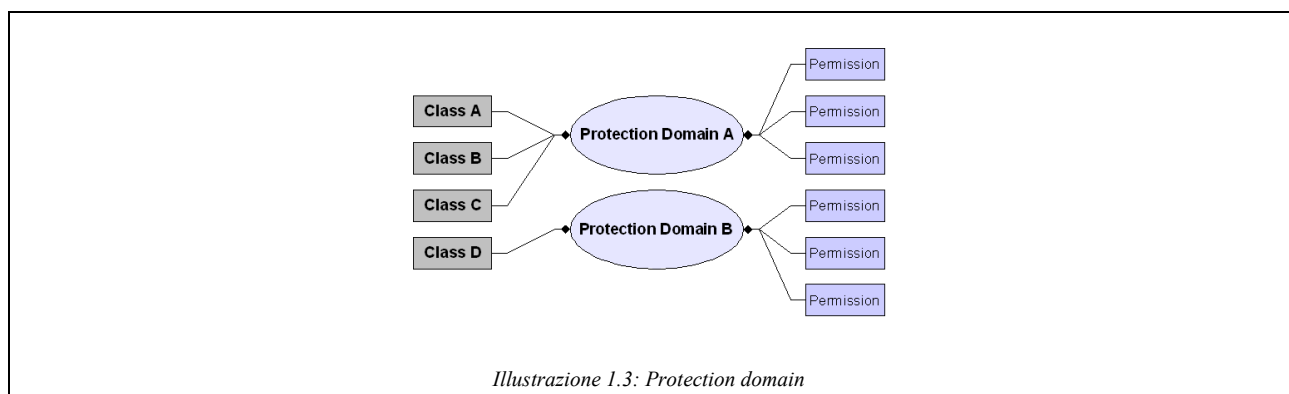 Class A
Class B
Class C
Class D
Protection Domain A
Protection Domain B
Permission
Permission
Permission
Permission
Permission
Permission
Illustrazione 1.3: Protection domain